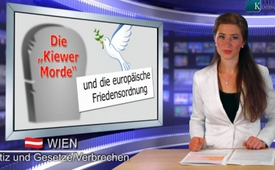 Die
„Kiewer
Morde“
und die europäische
Friedensordnung
WIEN
tiz und Gesetze/Verbrechen
K